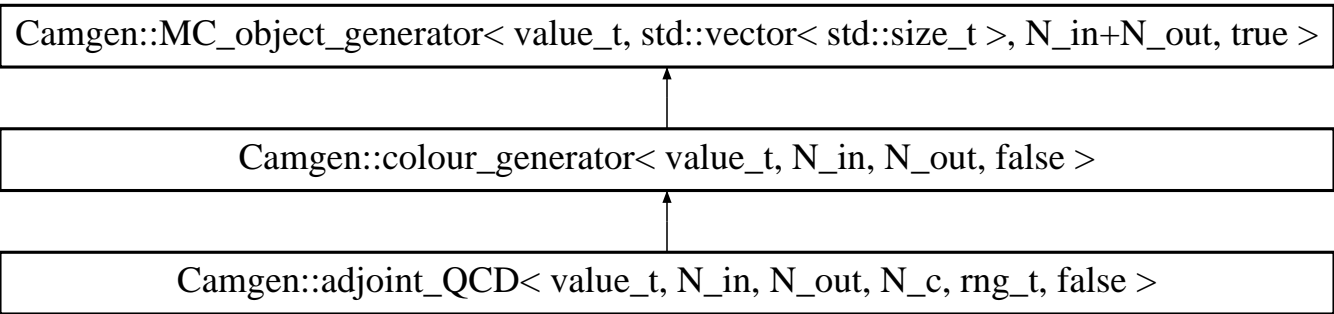 Camgen::MC_object_generator< value_t, std::vector< std::size_t >, N_in+N_out, true >
Camgen::colour_generator< value_t, N_in, N_out, false >
Camgen::adjoint_QCD< value_t, N_in, N_out, N_c, rng_t, false >